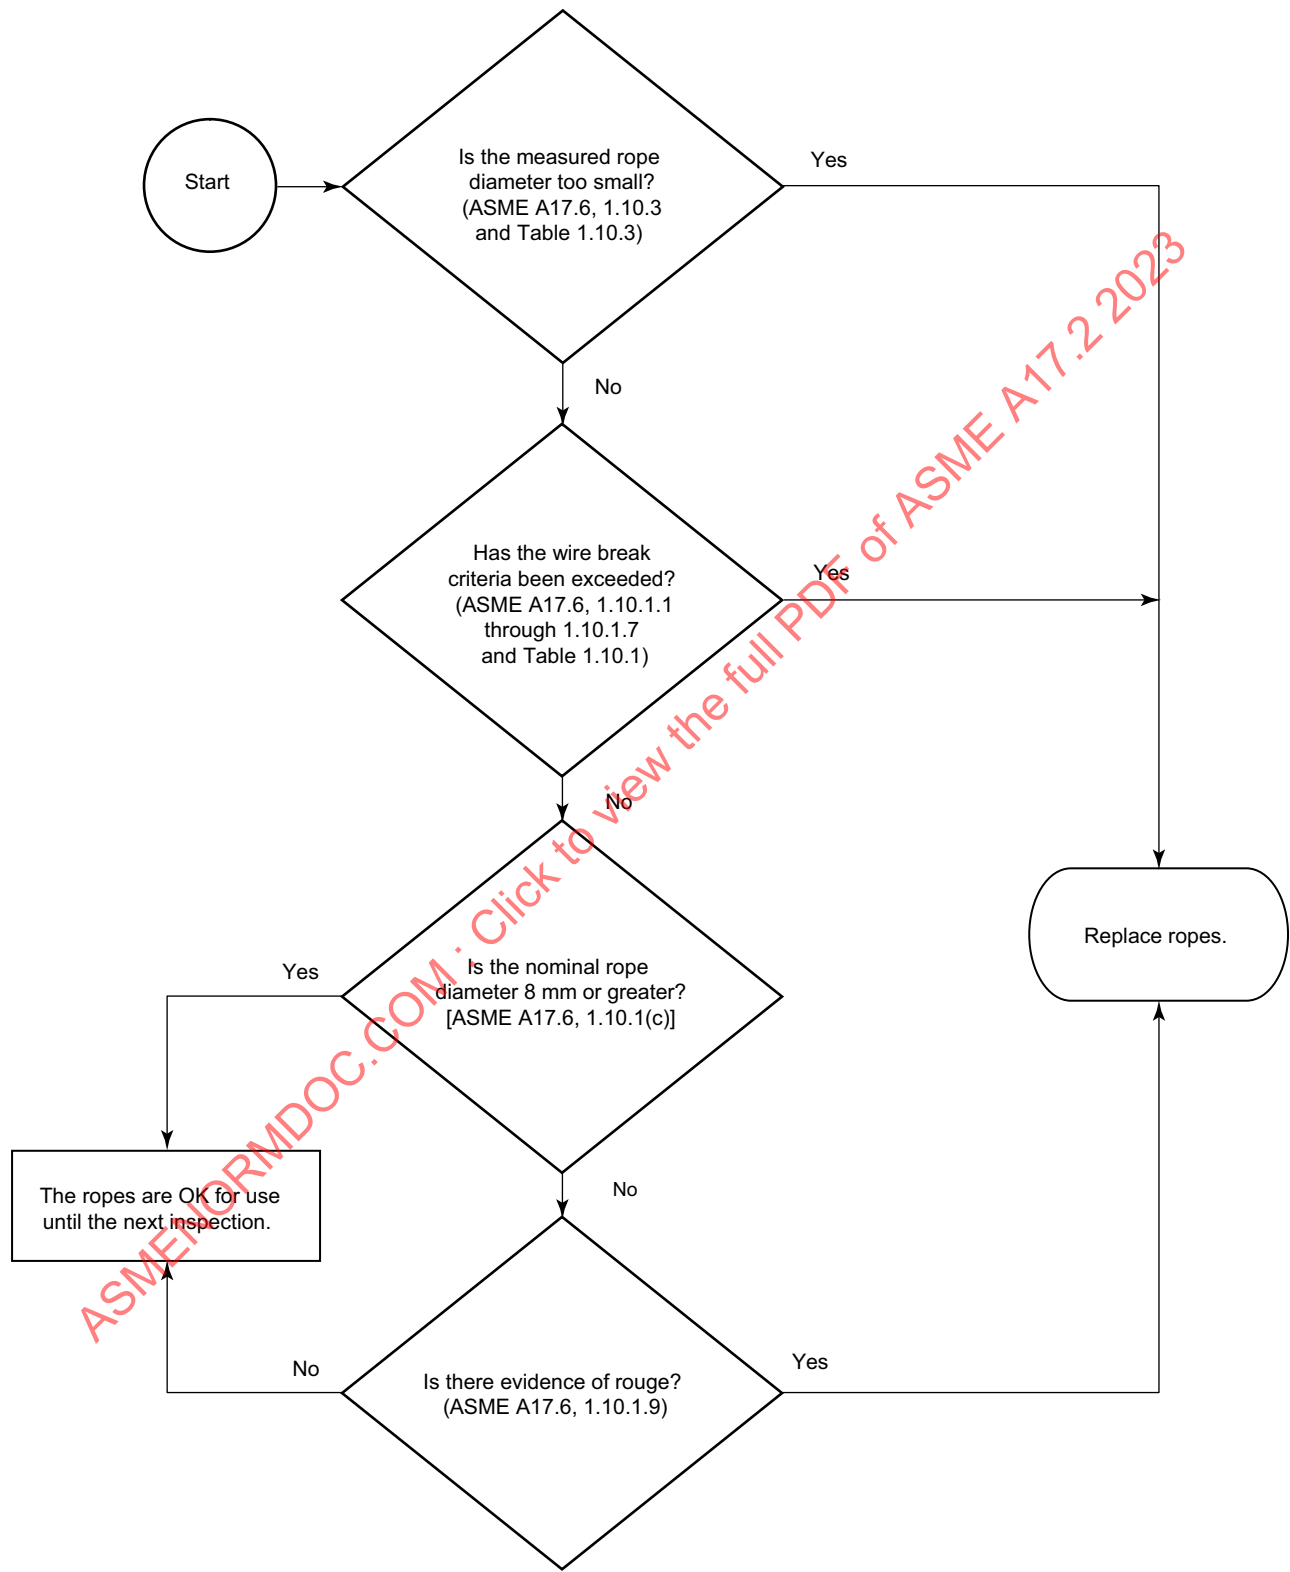 Start
Is the measured rope
diameter too small?
(ASME A17.6, 1.10.3
and Table 1.10.3)
Yes
No
Has the wire break
criteria been exceeded?
(ASME A17.6, 1.10.1.1
through 1.10.1.7
and Table 1.10.1)
Yes
No
Is the nominal rope
diameter 8 mm or greater?
[ASME A17.6, 1.10.1(c)]
Yes
No
Replace ropes.
The ropes are OK for use
until the next inspection.
Is there evidence of rouge?
(ASME A17.6, 1.10.1.9)
No
Yes
ASMENORMDOC.COM : Click to view the full PDF of ASME A17.2 2023